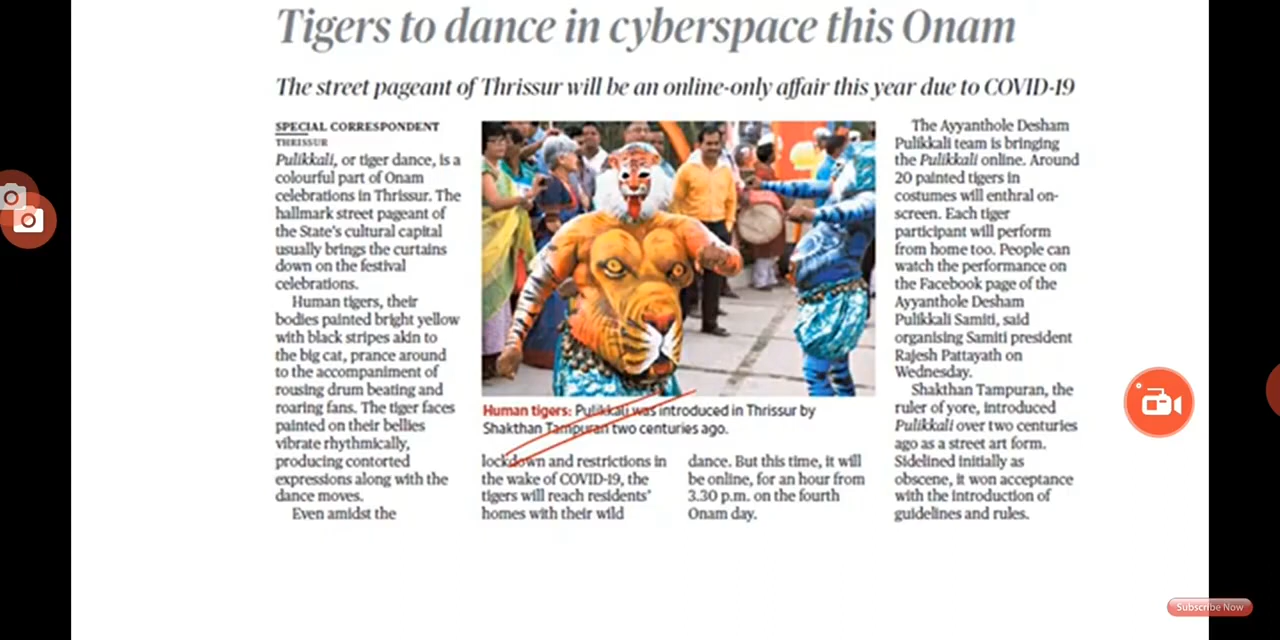 Tigers to dance in cyberspace this Onam
The street pageant of Thrissur will be an online-only affair this year due to COVID-19
SPECIAL CORRESPONDENT
THRISSUR
Pulikkali, or tiger dance, is a
colourful part of Onam
celebrations in Thrissur. The
hallmark street pageant of
the State's cultural capital
usually brings the curtains
down on the festival
celebrations.
Human tigers, their
bodies painted bright yellow
with black stripes akin to
the big cat, prance around
to the accompaniment of
rousing drum beating and
roaring fans. The tiger faces
painted on their bellies
vibrate rhythmically,
producing contorted
expressions along with the
dance moves.
Even amidst the
Human tigers: Pulikkali was introduced in Thrissur by
Shakthan Tampuran two centuries ago.
lockdown and restrictions in
the wake of COVID-19, the
tigers will reach residents'
homes with their wild
dance. But this time, it will
be online, for an hour from
3.30 p.m. on the fourth
Onam day.
The Ayyanthole Desham
Pulikkali team is bringing
the Pulikkali online. Around
20 painted tigers in
costumes will enthral on-
screen. Each tiger
participant will perform
from home too. People can
watch the performance on
the Facebook page of the
Ayyanthole Desham
Pulikkali Samiti, said
organising Samiti president
Rajesh Pattayath on
Wednesday.
Shakthan Tampuran, the
ruler of yore, introduced
Pulikkali over two centuries
ago as a street art form.
Sidelined initially as
obscene, it won acceptance
with the introduction of
guidelines and rules.
Subscribe Now